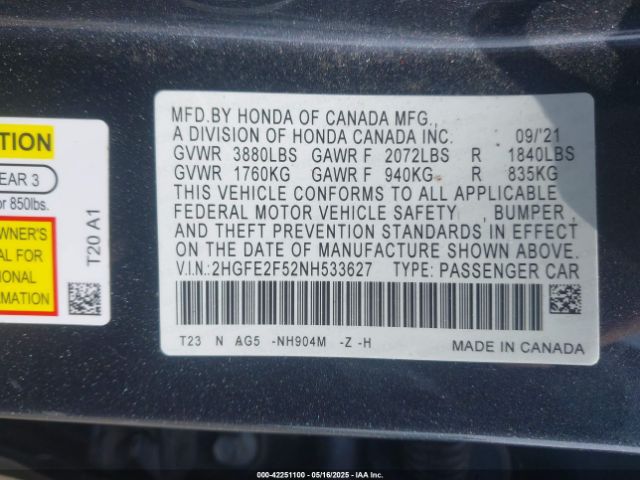 TION
EAR 3
or 850lbs.
WNER'S
AL FOR
IONAL
RMATION
T20 A1
MFD.BY HONDA OF CANADA MFG.,
A DIVISION OF HONDA CANADA INC. 09/'21
GVWR 3880LBS GAWR F 2072LBS R 1840LBS
GVWR 1760KG GAWR F 940KG R 835KG
THIS VEHICLE CONFORMS TO ALL APPLICABLE
FEDERAL MOTOR VEHICLE SAFETY , BUMPER ,
AND THEFT PREVENTION STANDARDS IN EFFECT
ON THE DATE OF MANUFACTURE SHOWN ABOVE.
V.I.N.: 2HGFE2F52NH533627 TYPE: PASSENGER CAR
T23 N AG5 -NH904M -Z -H
MADE IN CANADA
000-42251100 - 05/16/2025 - IAA Inc.